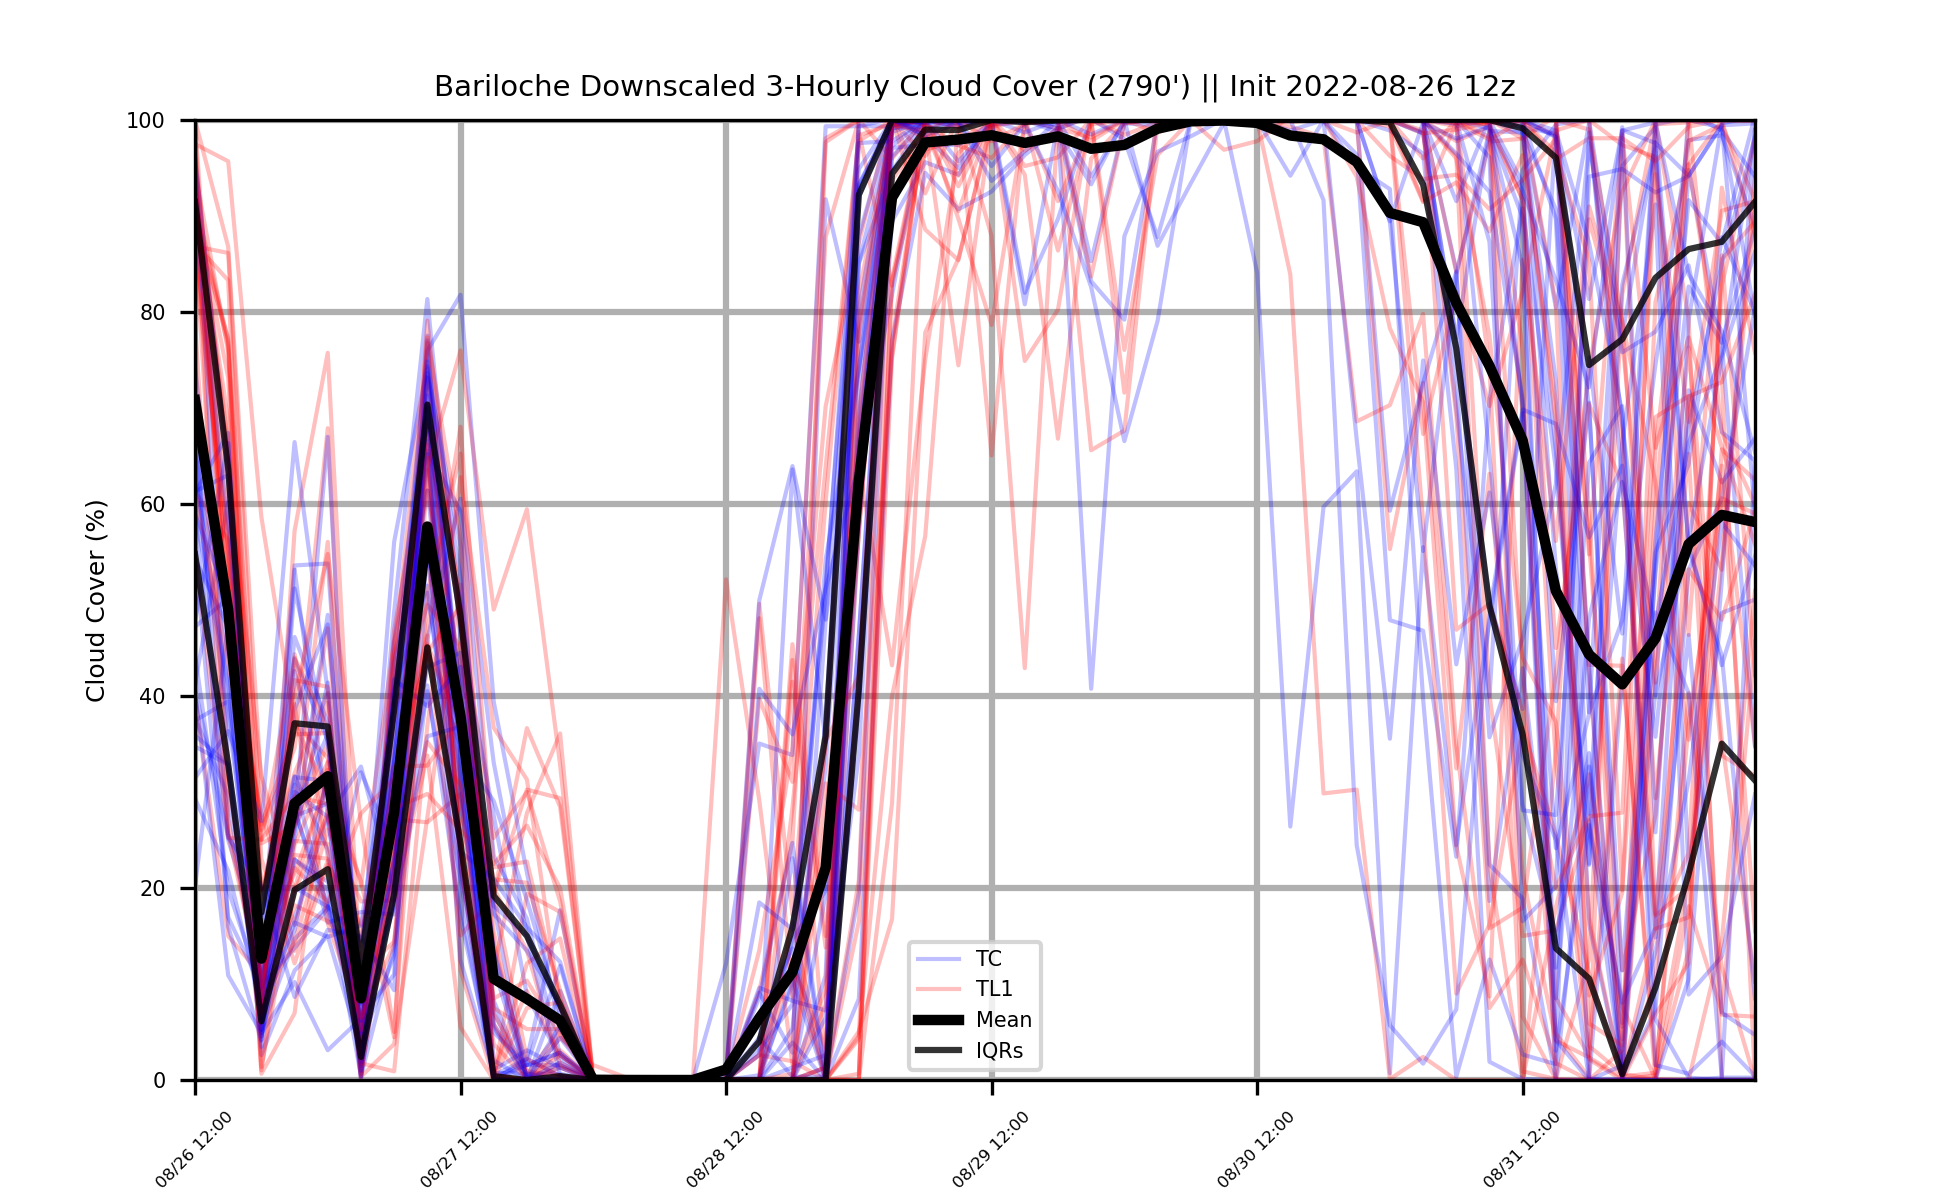 Bariloche Downscaled 3-Hourly Cloud Cover (2790') || Init 2022-08-26 12z
Cloud Cover (%)
100
80
60
40
20
0
TC
TL1
Mean
IQRs
08/26 12:00
08/27 12:00
08/28 12:00
08/29 12:00
08/30 12:00
08/31 12:00